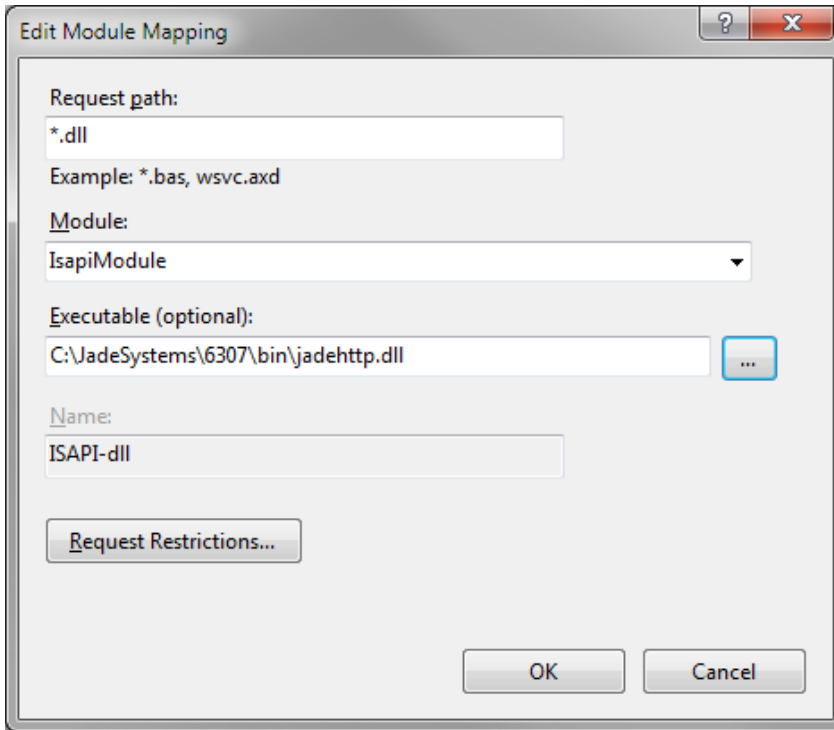 Edit Module Mapping
?
Request path:
*.dll
Example: *.bas, wsvc.axd
Module:
IsapiModule
Executable (optional):
C:\JadeSystems\6307\bin\jadehttp.dll
...
Name:
ISAPI-dll
Request Restrictions...
OK Cancel